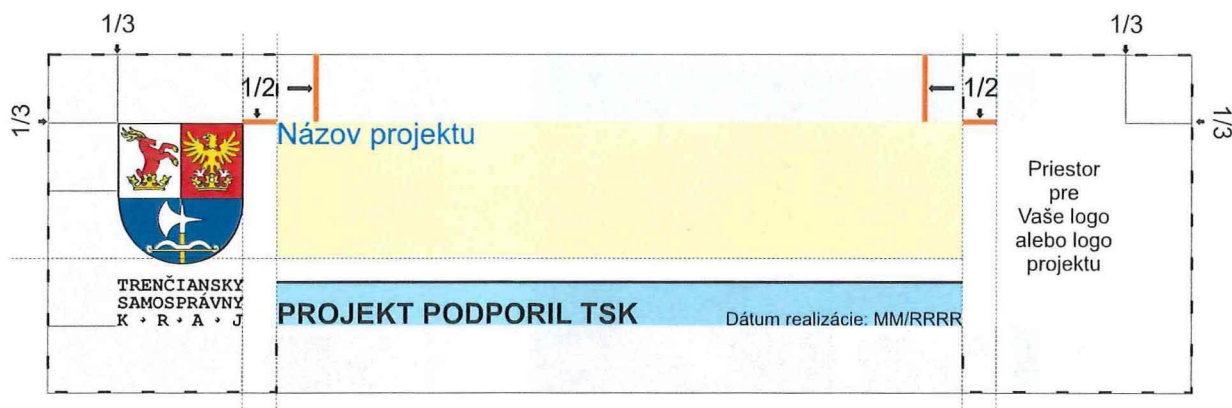 1/3
1/3
1/2
1/2
1/3
1/3
Názov projektu
Priestor
pre
Vaše logo
alebo logo
projektu
TRENČIANSKY
SAMOSPRÁVNY
K • R • A • J
PROJEKT PODPORIL TSK
Dátum realizácie: MM/RRRR